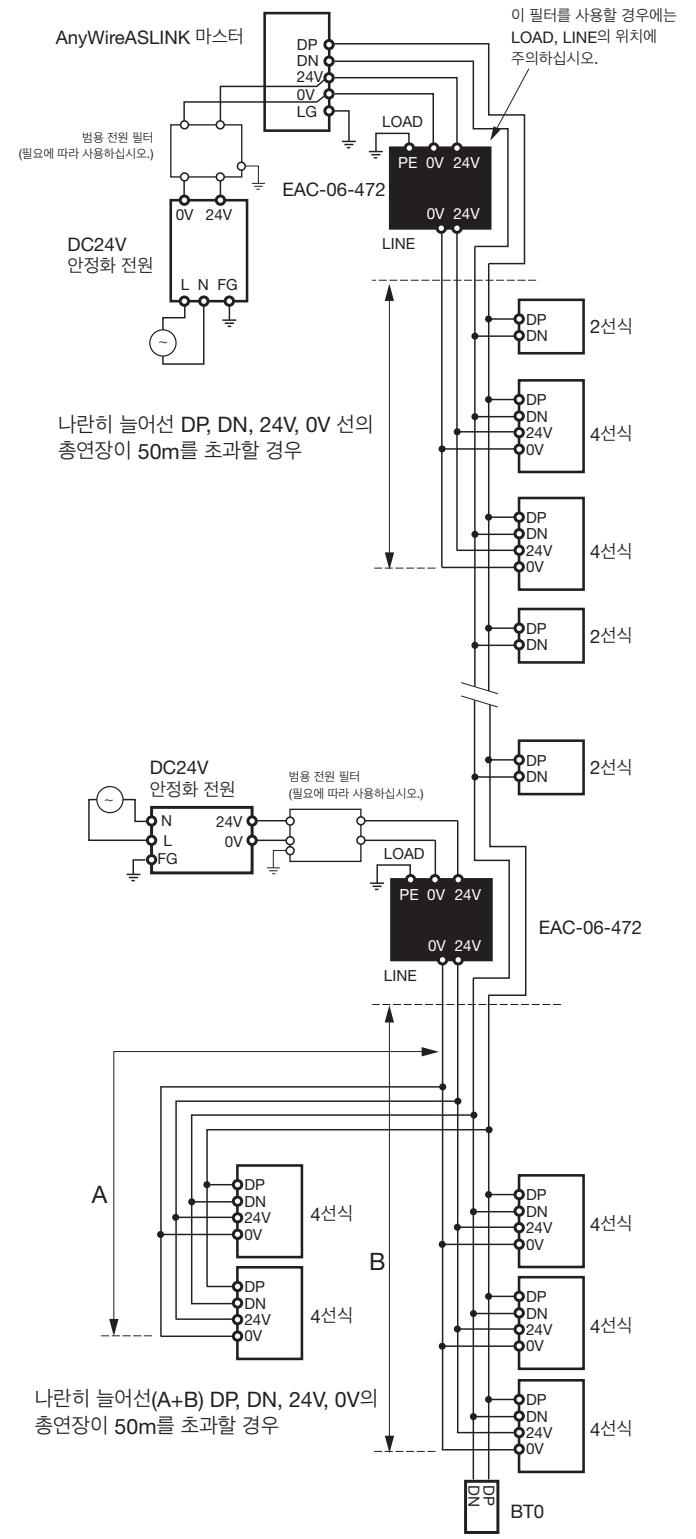 이 필터를 사용할 경우에는
LOAD, LINE의 위치에
주의하십시오.
AnyWireASLINK 마스터
DP
DN
24V
0V
LG
범용 전원 필터
(필요에 따라 사용하십시오.)
LOAD
PE 0V 24V
EAC-06-472
0V 24V
LINE
0V 24V
DC24V
안정화 전원
L N FG
~
DP
DN
2선식
나란히 늘어선 DP, DN, 24V, 0V 선의
총연장이 50m를 초과할 경우
DP
DN
24V
0V
4선식
DP
DN
24V
0V
4선식
DP
DN
2선식
DP
DN
2선식
DC24V
안정화 전원
범용 전원 필터
(필요에 따라 사용하십시오.)
~
N
L
FG
24V
0V
LOAD
PE 0V 24V
EAC-06-472
0V 24V
LINE
A
B
DP
DN
24V
0V
4선식
DP
DN
24V
0V
4선식
DP
DN
24V
0V
4선식
DP
DN
24V
0V
4선식
나란히 늘어선(A+B) DP, DN, 24V, 0V의
총연장이 50m를 초과할 경우
DP
DN
24V
0V
4선식
DP
DN
BT0